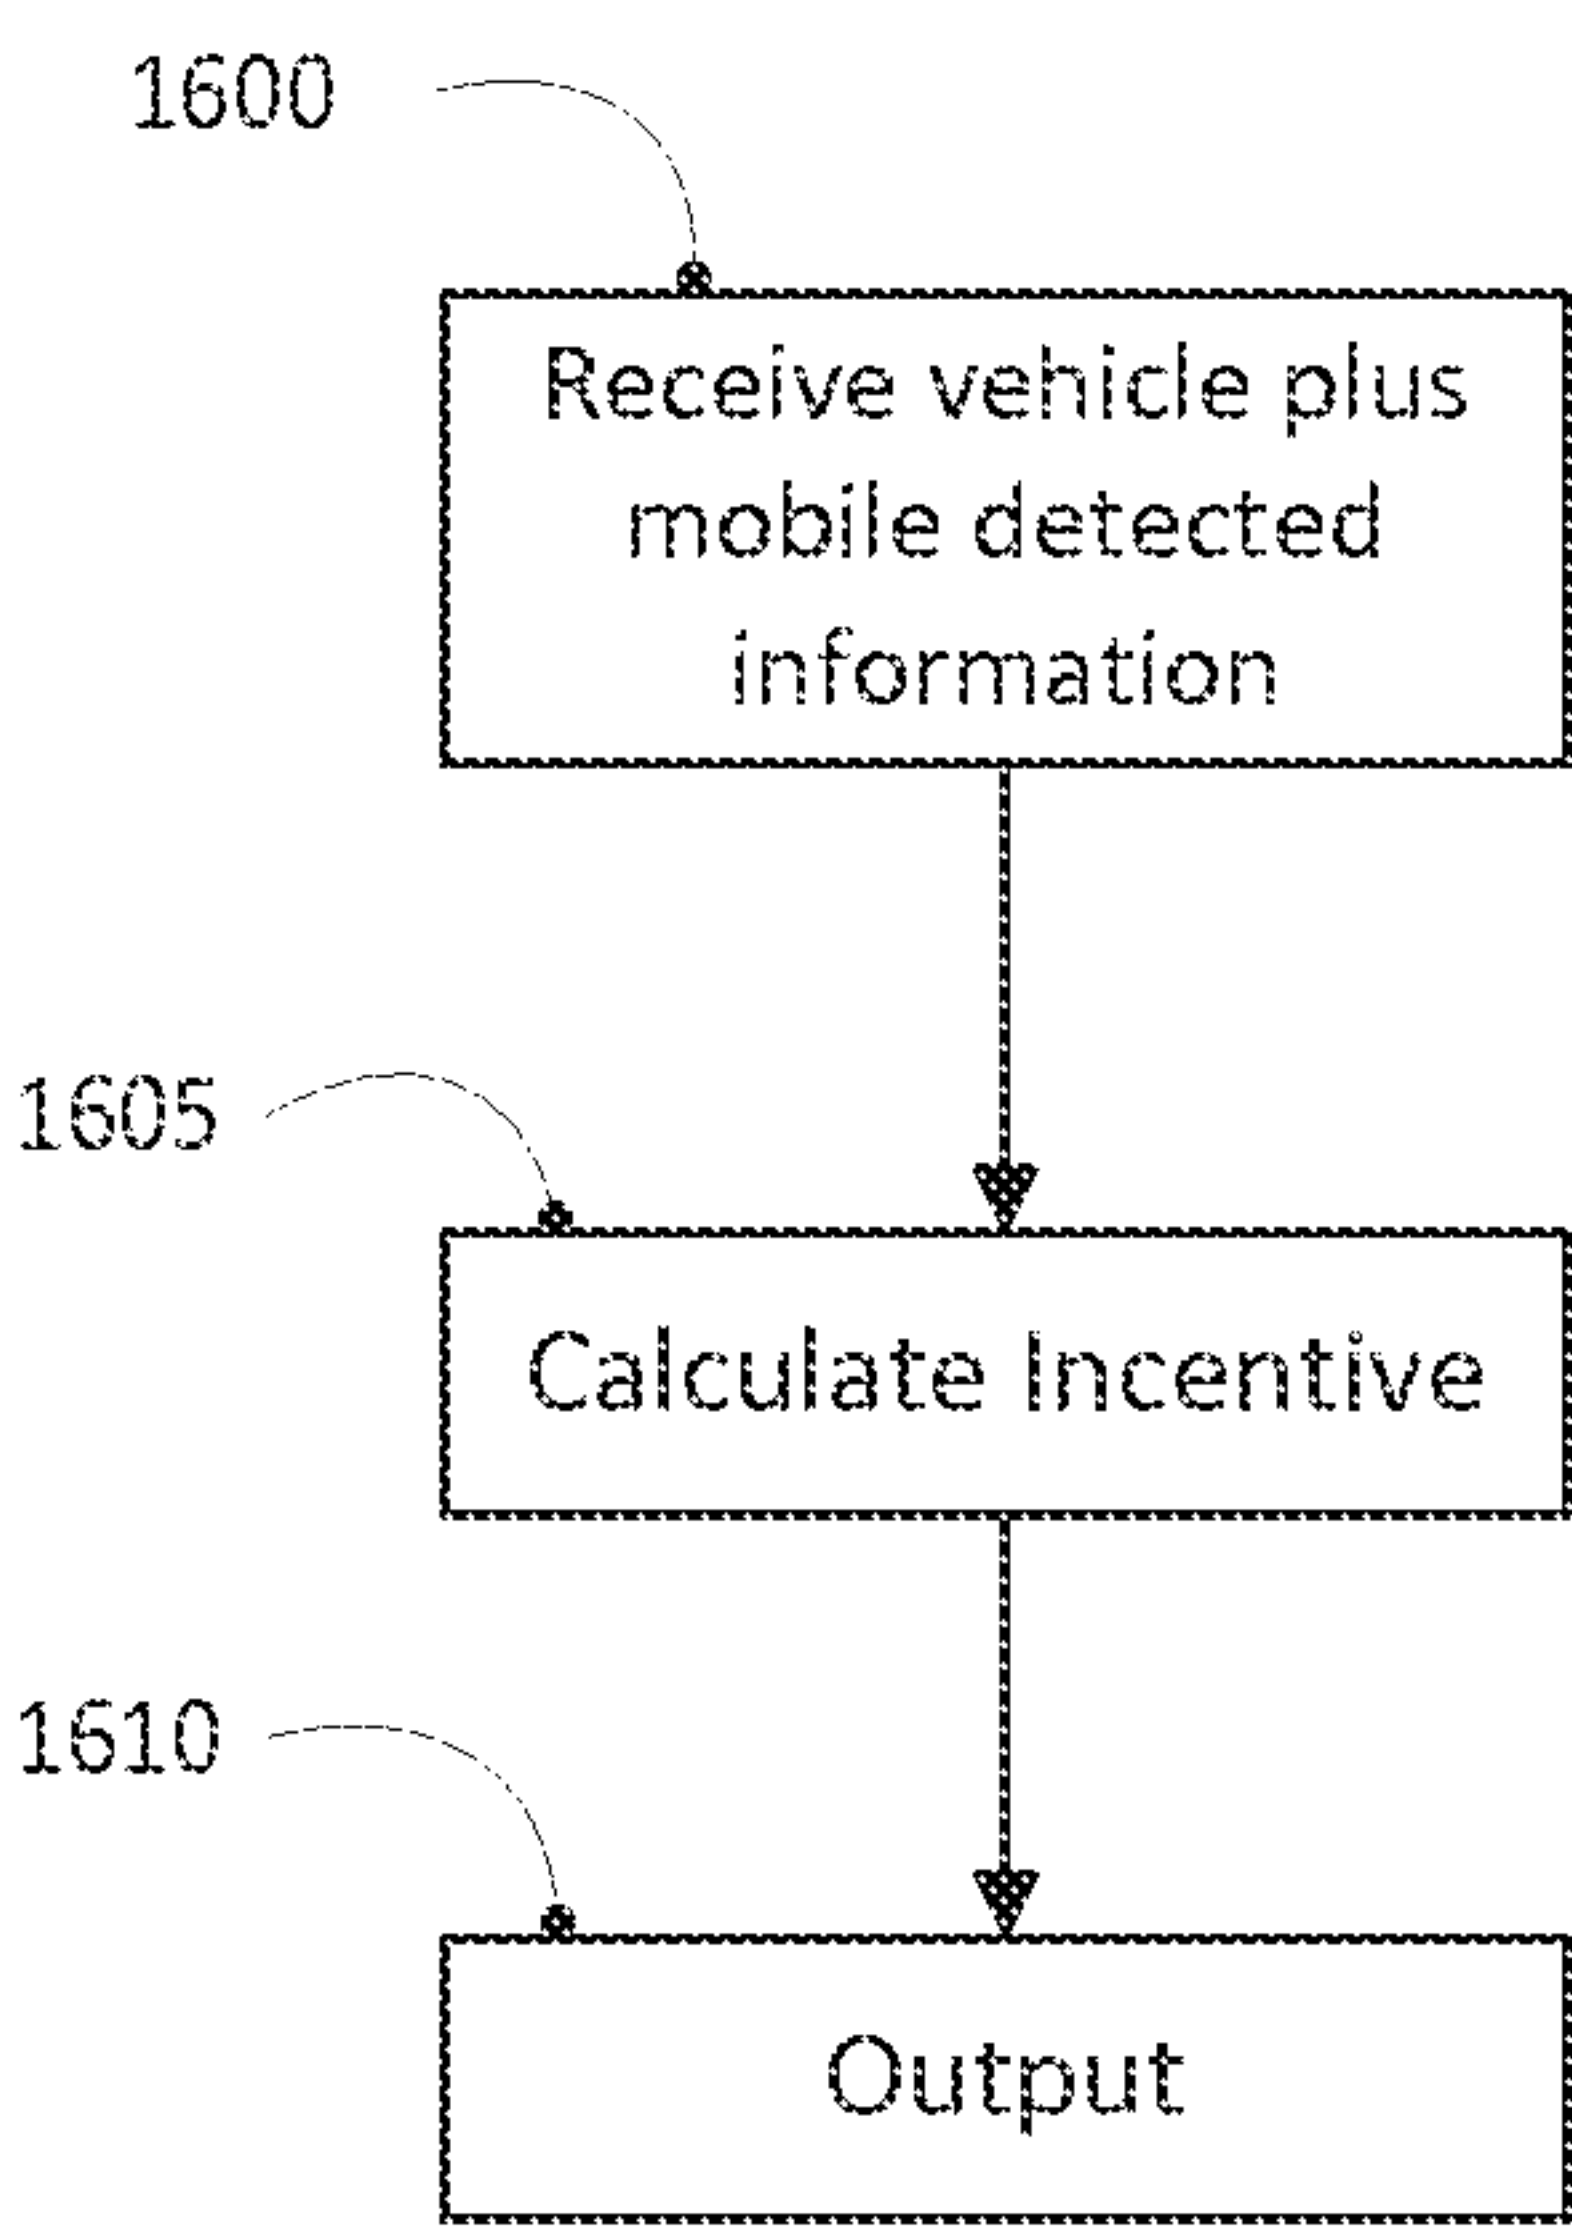 1600
Receive vehicle plus
mobile detected
information
1605
Calculate Incentive
1610
Output